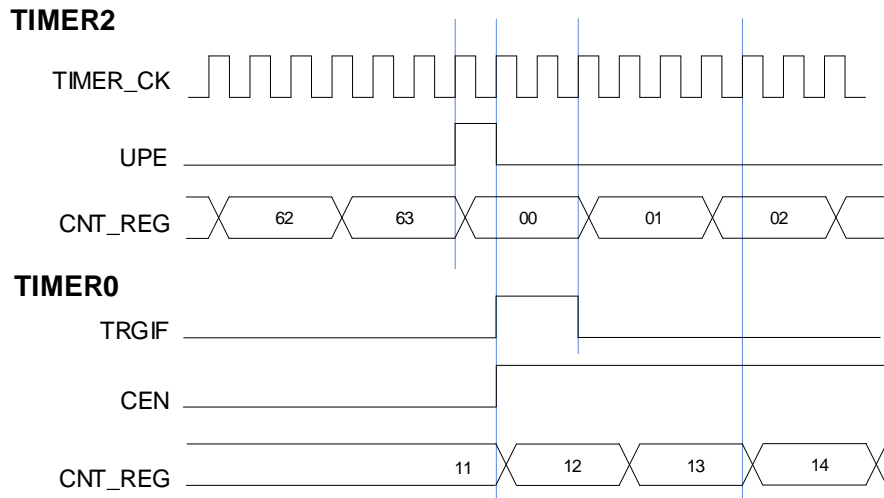 TIMER2
TIMER_CK
UPE
CNT_REG 62 63 00 01 02
TIMER0
TRGIF
CEN
CNT_REG 11 12 13 14